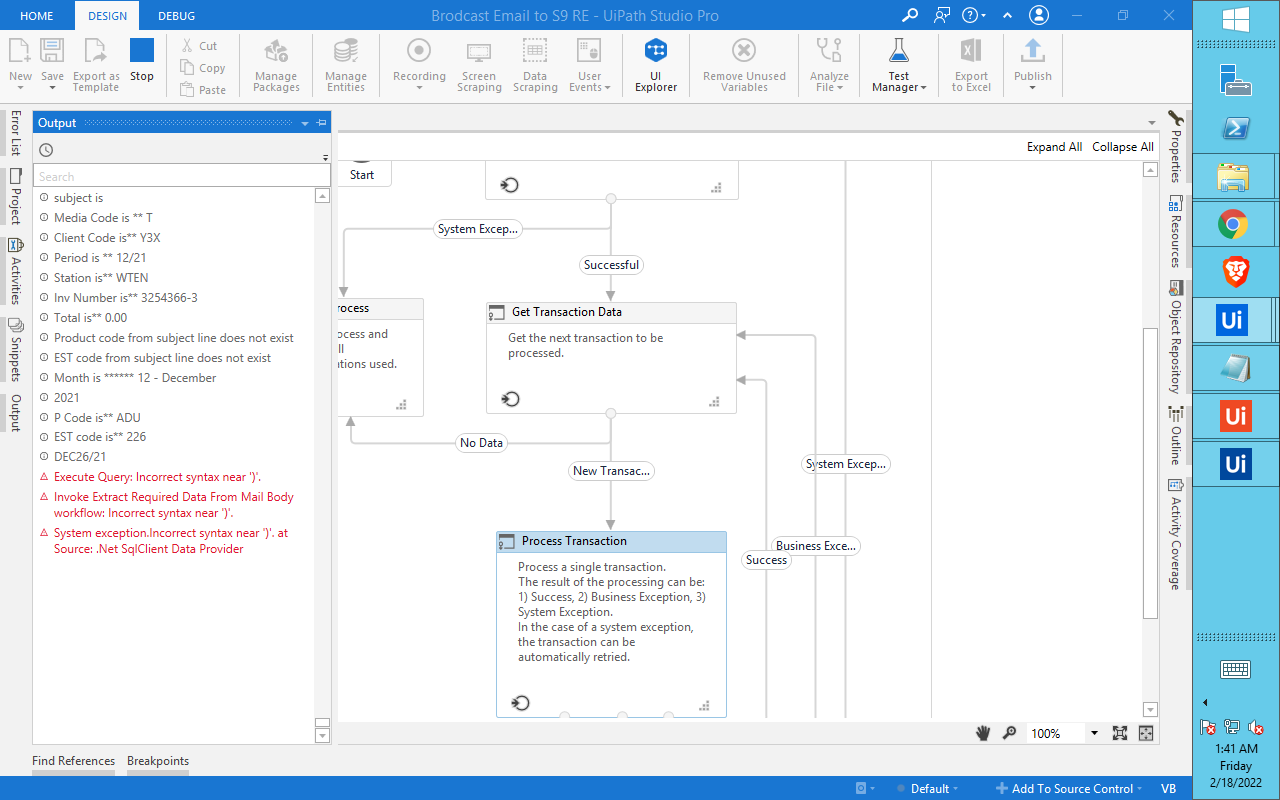 HOME
DESIGN
DEBUG
Brodcast Email to S9 RE - UiPath Studio Pro
New
Save
Export as
Template
Stop
Cut
Copy
Paste
Manage
Packages
Manage
Entities
Recording
Screen
Scraping
Data
Scraping
User
Events
UI
Explorer
Remove Unused
Variables
Analyze
File
Test
Manager
Export
to Excel
Publish
Error List
Project
Activities
Snippets
Output
Output
Search
subject is
Media Code is ** T
Client Code is** Y3X
Period is ** 12/21
Station is** WTEN
Inv Number is** 3254366-3
Total is** 0.00
Product code from subject line does not exist
EST code from subject line does not exist
Month is ****** 12 - December
2021
P Code is** ADU
EST code is** 226
DEC26/21
Execute Query: Incorrect syntax near ')'.
Invoke Extract Required Data From Mail Body
workflow: Incorrect syntax near ')'.
System exception.Incorrect syntax near ')'. at
Source: .Net SqlClient Data Provider
Expand All
Collapse All
Start
System Excep...
Successful
rocess
ocess and
ll
tions used.
Get Transaction Data
Get the next transaction to be
processed.
No Data
New Transac...
System Excep...
Business Exce...
Success
Process Transaction
Process a single transaction.
The result of the processing can be:
1) Success, 2) Business Exception, 3)
System Exception.
In the case of a system exception,
the transaction can be
automatically retried.
100%
Properties
Resources
Object Repository
Outline
Activity Coverage
Find References
Breakpoints
Default
Add To Source Control
VB
Ui
Ui
Ui
1:41 AM
Friday
2/18/2022